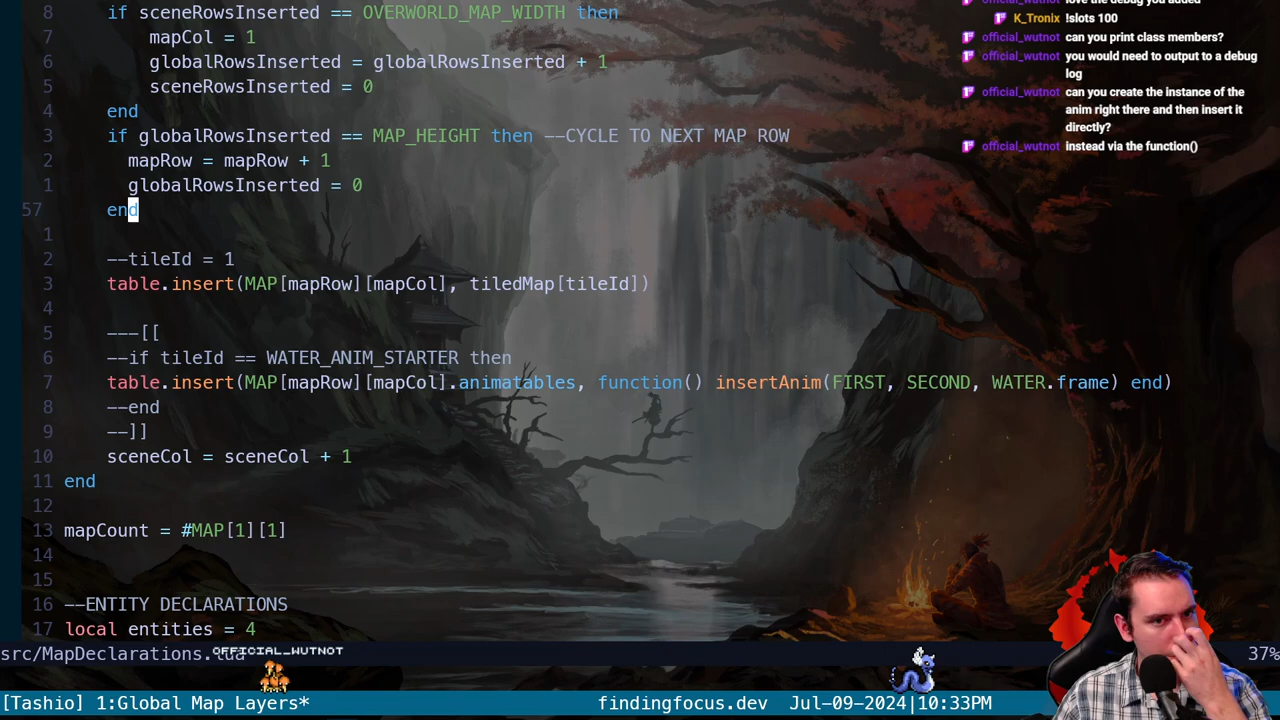 8 if sceneRowsInserted == OVERWORLD_MAP_WIDTH then
7 mapCol = 1
6 globalRowsInserted = globalRowsInserted + 1
5 sceneRowsInserted = 0
4 end
3 if globalRowsInserted == MAP_HEIGHT then --CYCLE TO NEXT MAP ROW
2 mapRow = mapRow + 1
1 globalRowsInserted = 0
57 end
1
2 --tileId = 1
3 table.insert(MAP[mapRow][mapCol], tiledMap[tileId])
4
5 ---[[
6 --if tileId == WATER_ANIM_STARTER then
7 table.insert(MAP[mapRow][mapCol].animatables, function() insertAnim(FIRST, SECOND, WATER.frame) end)
8 --end
9 --]]
10 sceneCol = sceneCol + 1
11 end
12
13 mapCount = #MAP[1][1]
14
15
16 --ENTITY DECLARATIONS
17 local entities = 4
src/MapDeclarations.lua 37%
OFFICIAL_WUTNOT
[Tashio] 1:Global Map Layers* findingfocus.dev Jul-09-2024|10:33PM
love the debug you added
K_Tronix !slots 100
official_wutnot can you print class members?
official_wutnot you would need to output to a debug
log
official_wutnot can you create the instance of the
anim right there and then insert it
directly?
official_wutnot instead via the function()